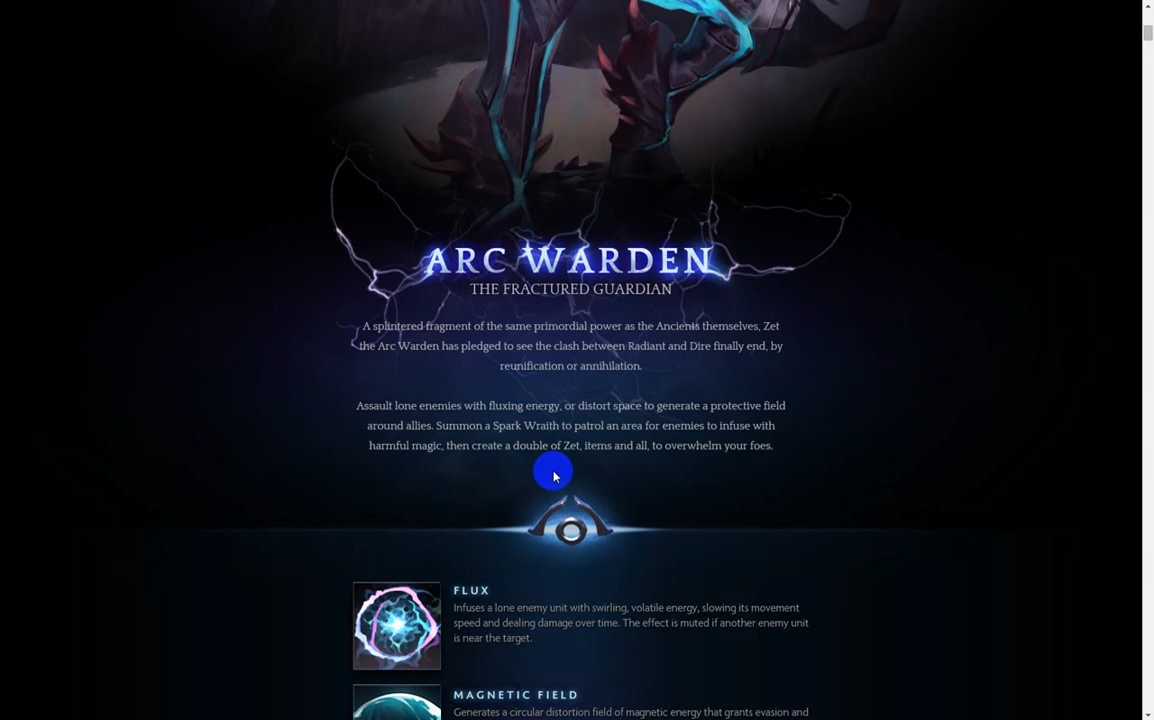 ARC WARDEN
THE FRACTURED GUARDIAN
A splintered fragment of the same primordial power as the Ancients themselves, Zet
the Arc Warden has pledged to see the clash between Radiant and Dire finally end, by
reunification or annihilation.
Assault lone enemies with fluxing energy, or distort space to generate a protective field
around allies. Summon a Spark Wraith to patrol an area for enemies to infuse with
harmful magic, then create a double of Zet, items and all, to overwhelm your foes.
FLUX
Infuses a lone enemy unit with swirling, volatile energy, slowing its movement
speed and dealing damage over time. The effect is muted if another enemy unit
is near the target.
MAGNETIC FIELD
Generates a circular distortion field of magnetic energy that grants evasion and